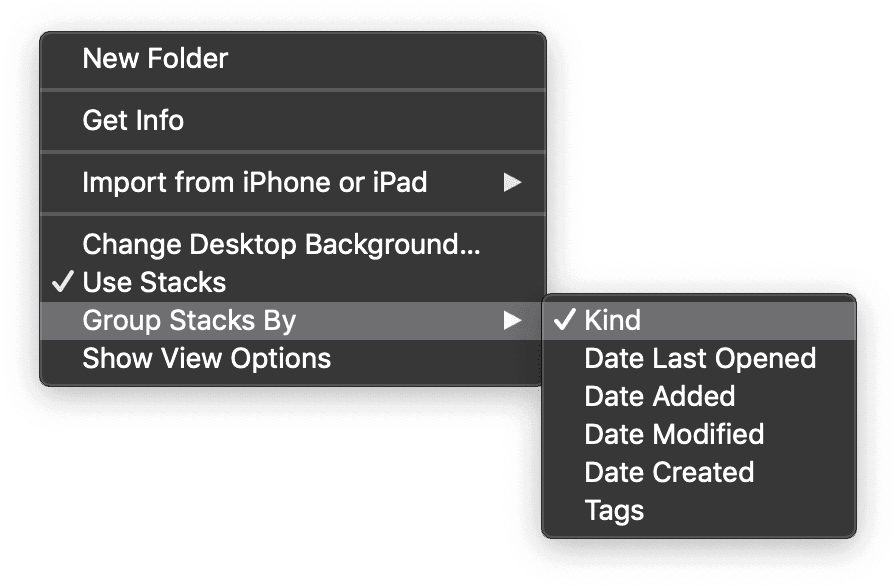 New Folder
Get Info
Import from iPhone or iPad
Change Desktop Background...
Use Stacks
Group Stacks By
Show View Options
Kind
Date Last Opened
Date Added
Date Modified
Date Created
Tags